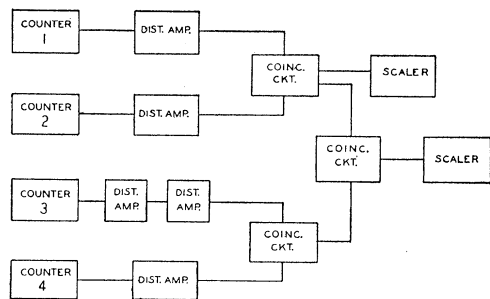 COUNTER
1
DIST. AMP.
COINC.
CKT.
SCALER
COUNTER
2
DIST. AMP.
COINC.
CKT.
SCALER
COUNTER
3
DIST.
AMP.
DIST.
AMP.
COINC.
CKT.
COUNTER
4
DIST. AMP.